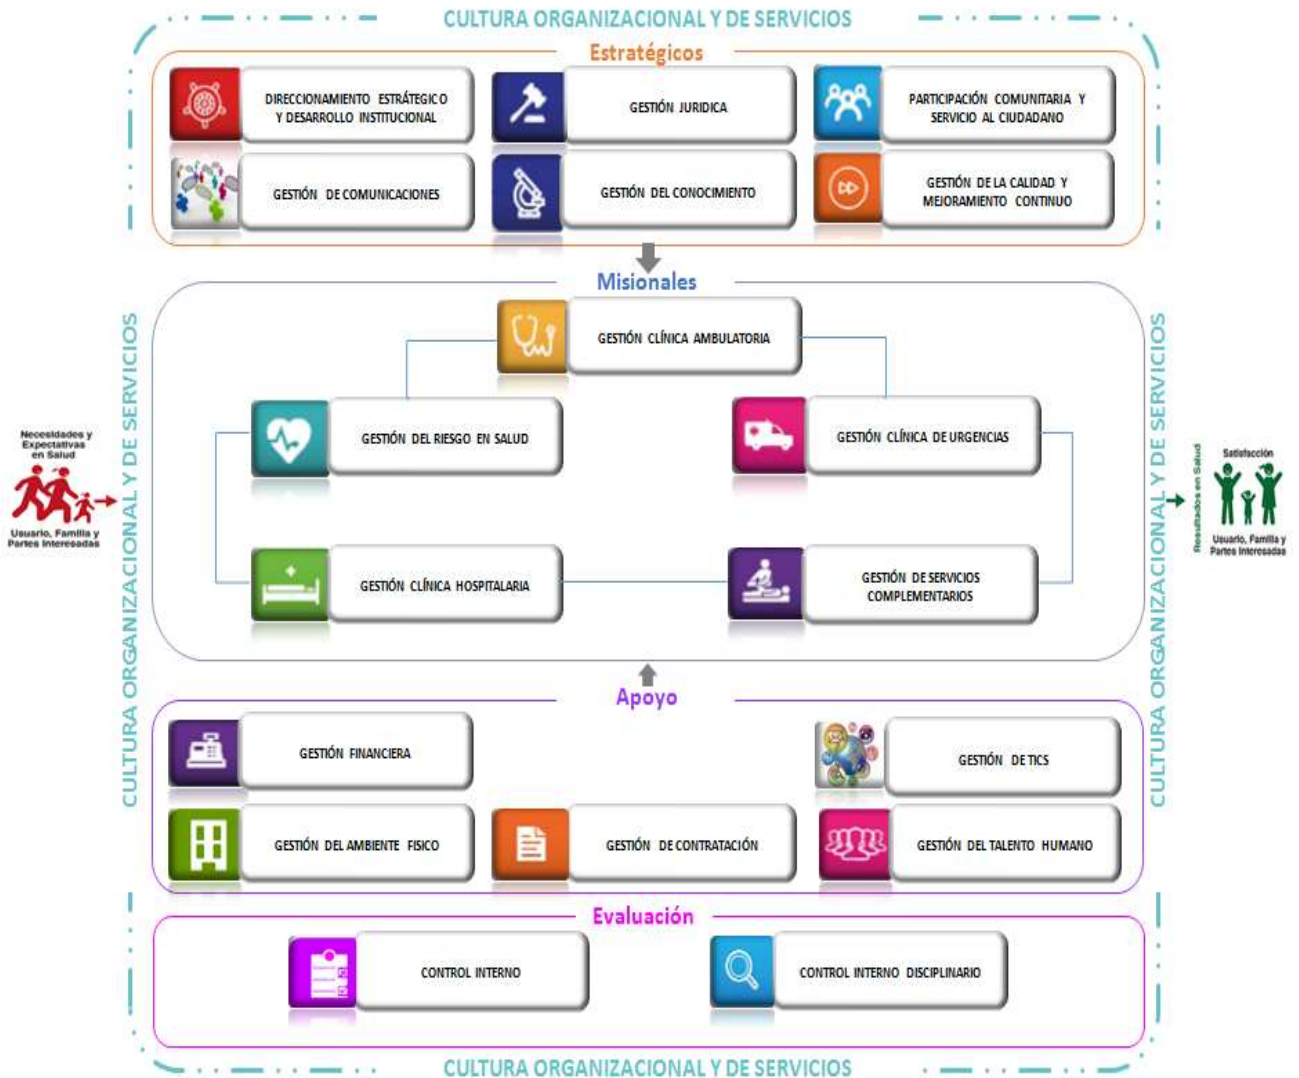 CULTURA ORGANIZACIONAL Y DE SERVICIOS
Estratégicos
DIRECCIONAMIENTO ESTRÁTEGICO
Y DESARROLLO INSTITUCIONAL
GESTIÓN JURIDICA
PARTICIPACIÓN COMUNITARIA Y
SERVICIO AL CIUDADANO
GESTIÓN DE COMUNICACIONES
GESTIÓN DEL CONOCIMIENTO
GESTIÓN DE LA CALIDAD Y
MEJORAMIENTO CONTINUO
Misionales
GESTIÓN CLÍNICA AMBULATORIA
GESTIÓN DEL RIESGO EN SALUD
GESTIÓN CLÍNICA DE URGENCIAS
GESTIÓN CLÍNICA HOSPITALARIA
GESTIÓN DE SERVICIOS
COMPLEMENTARIOS
Necesidades y
Expectativas
en Salud
Usuario, Familia y
Partes Interesadas
CULTURA ORGANIZACIONAL Y DE SERVICIOS
CULTURA ORGANIZACIONAL Y DE SERVICIOS
Resultados en Salud
Satisfacción
Usuario, Familia y
Partes Interesadas
Apoyo
GESTIÓN FINANCIERA
GESTIÓN DE TICS
GESTIÓN DEL AMBIENTE FISICO
GESTIÓN DE CONTRATACIÓN
GESTIÓN DEL TALENTO HUMANO
Evaluación
CONTROL INTERNO
CONTROL INTERNO DISCIPLINARIO
CULTURA ORGANIZACIONAL Y DE SERVICIOS